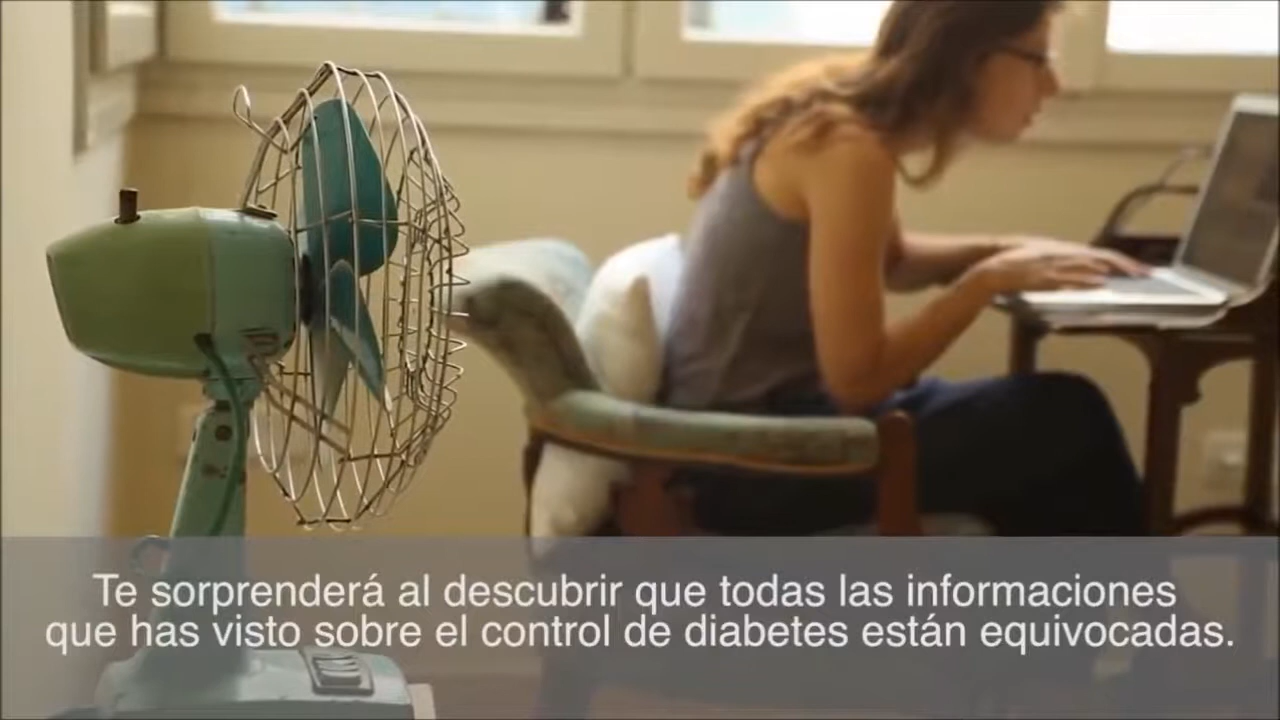 Te sorprenderá al descubrir que todas las informaciones
que has visto sobre el control de diabetes están equivocadas.